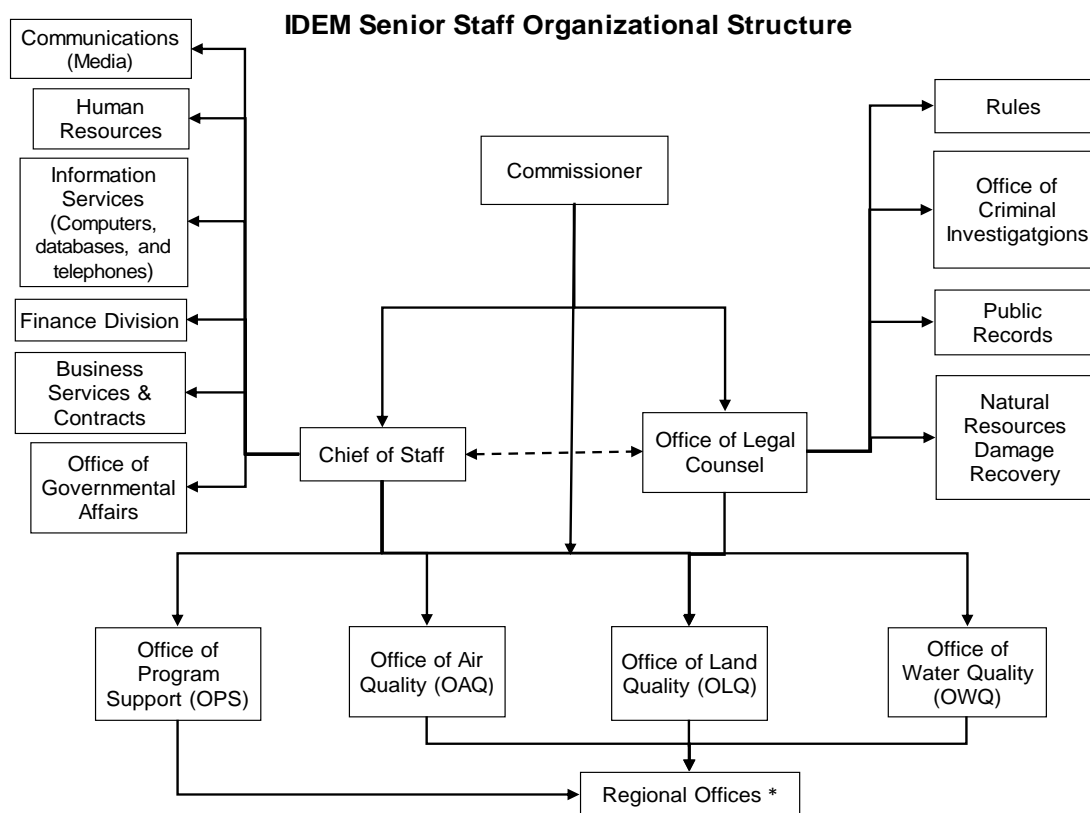 IDEM Senior Staff Organizational Structure
Communications
(Media)
Human
Resources
Information
Services
(Computers,
databases, and
telephones)
Finance Division
Business
Services &
Contracts
Office of
Governmental
Affairs
Commissioner
Rules
Office of
Criminal
Investigatgions
Public
Records
Natural
Resources
Damage
Recovery
Chief of Staff
Office of Legal
Counsel
Office of
Program
Support (OPS)
Office of Air
Quality (OAQ)
Office of Land
Quality (OLQ)
Office of
Water Quality
(OWQ)
Regional Offices *